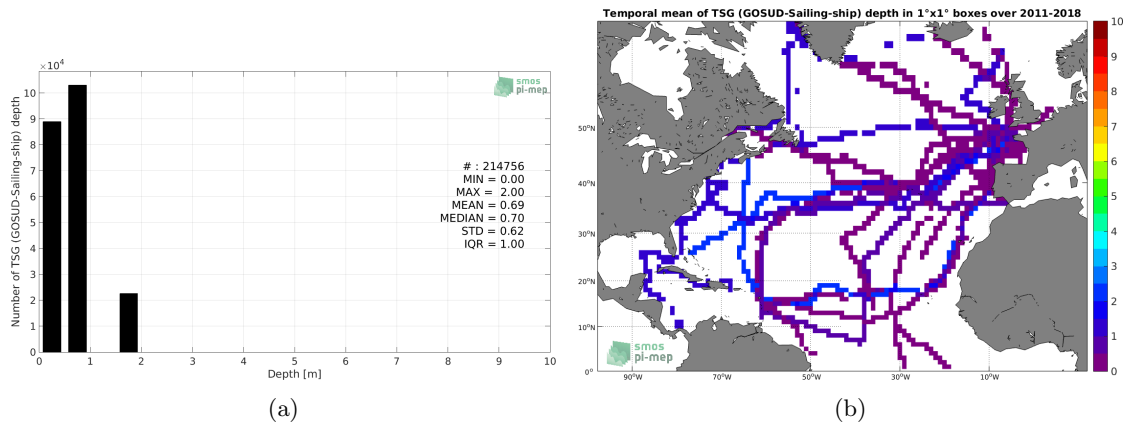 ×10⁴
10
9
8
7
6
5
4
3
2
1
0
Number of TSG (GOSUD-Sailing-ship) depth
smos
pi-mep
# : 214756
MIN = 0.00
MAX = 2.00
MEAN = 0.69
MEDIAN = 0.70
STD = 0.62
IQR = 1.00
0 1 2 3 4 5 6 7 8 9 10
Depth [m]
(a)
Temporal mean of TSG (GOSUD-Sailing-ship) depth in 1°x1° boxes over 2011-2018
50°N
40°N
30°N
20°N
10°N
0°
90°W 70°W 50°W 30°W 10°W
smos
pi-mep
10
9
8
7
6
5
4
3
2
1
0
(b)